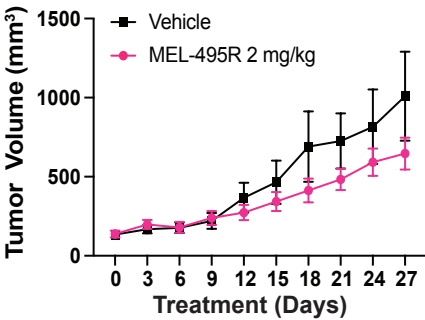 Tumor Volume (mm³)
1500
1000
500
0
Vehicle
MEL-495R 2 mg/kg
0 3 6 9 12 15 18 21 24 27
Treatment (Days)